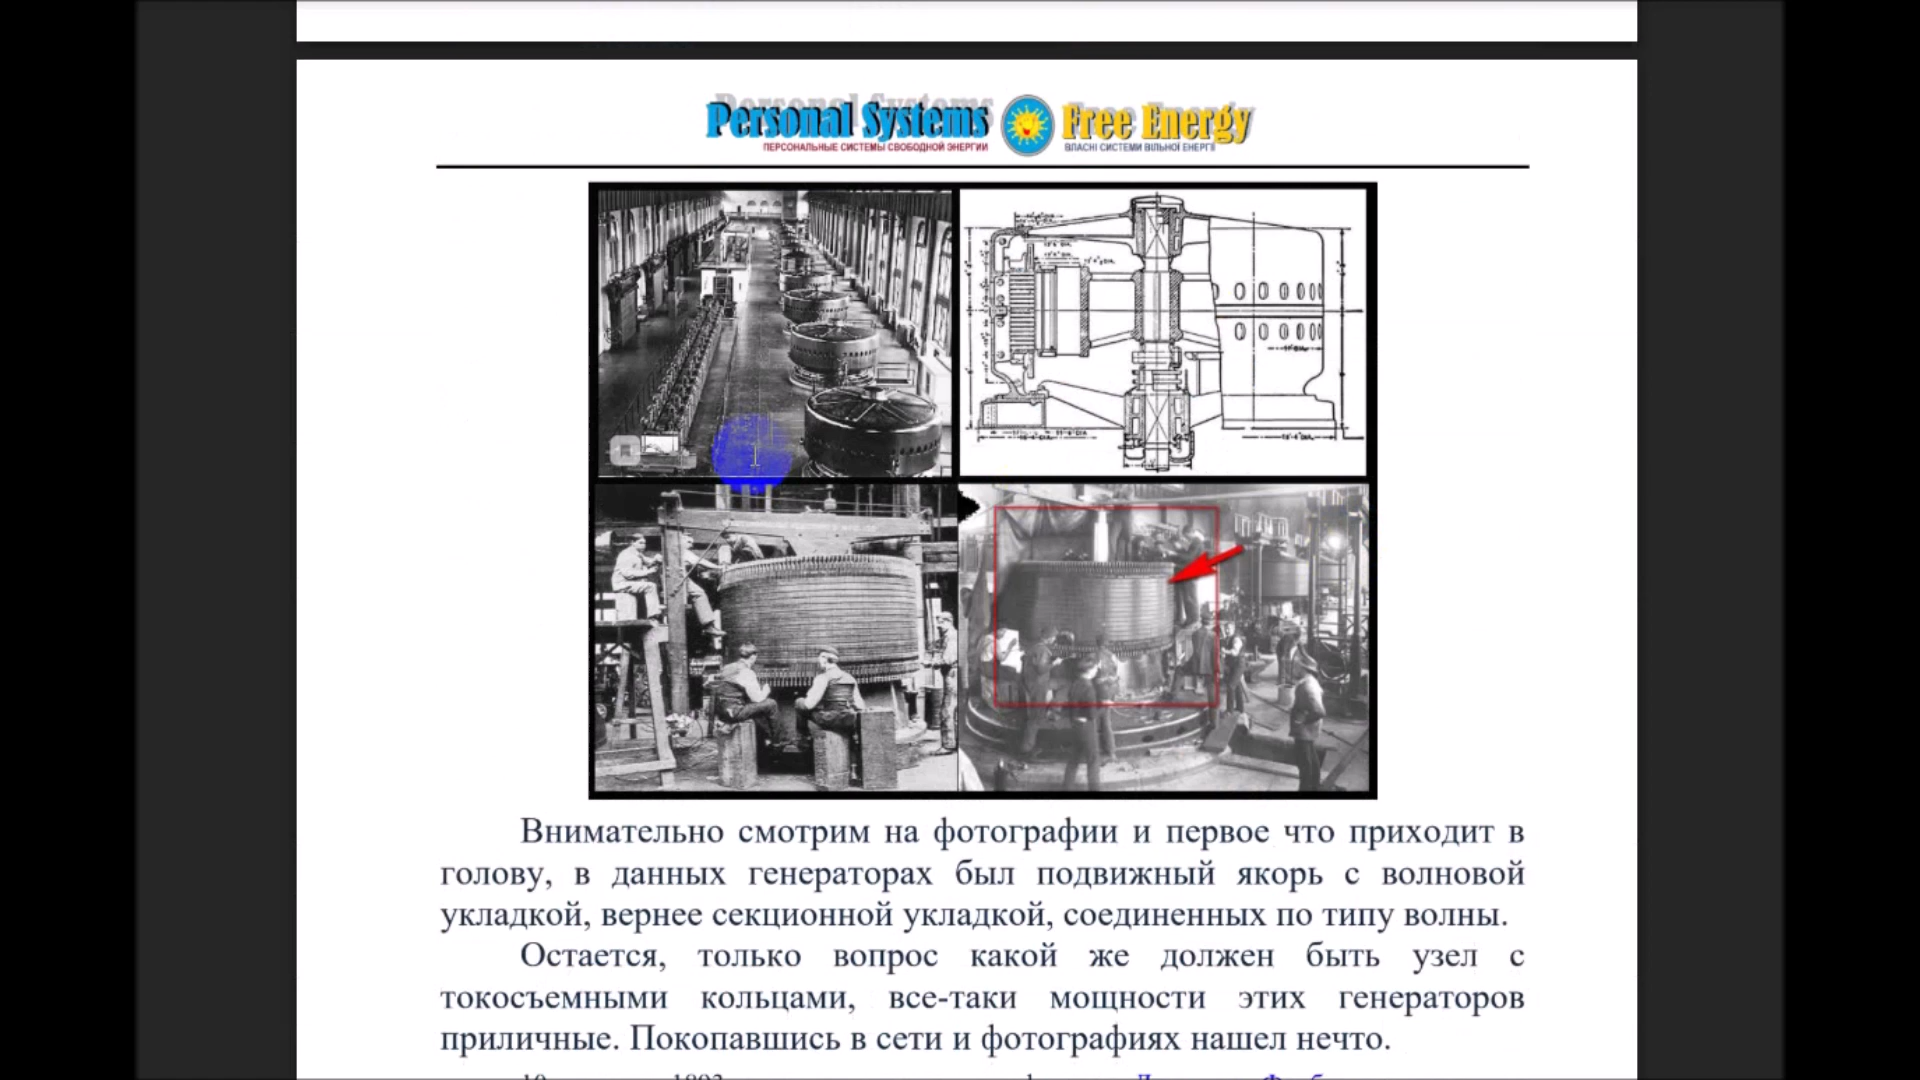 Personal Systems Free Energy
ПЕРСОНАЛЬНЫЕ СИСТЕМЫ СВОБОДНОЙ ЭНЕРГИИ ВЛАСНІ СИСТЕМИ ВІЛЬНОЇ ЕНЕРГІЇ
Внимательно смотрим на фотографии и первое что приходит в
голову, в данных генераторах был подвижный якорь с волновой
укладкой, вернее секционной укладкой, соединенных по типу волны.
Остается, только вопрос какой же должен быть узел с
токосъемными кольцами, все-таки мощности этих генераторов
приличные. Покопавшись в сети и фотографиях нашел нечто.